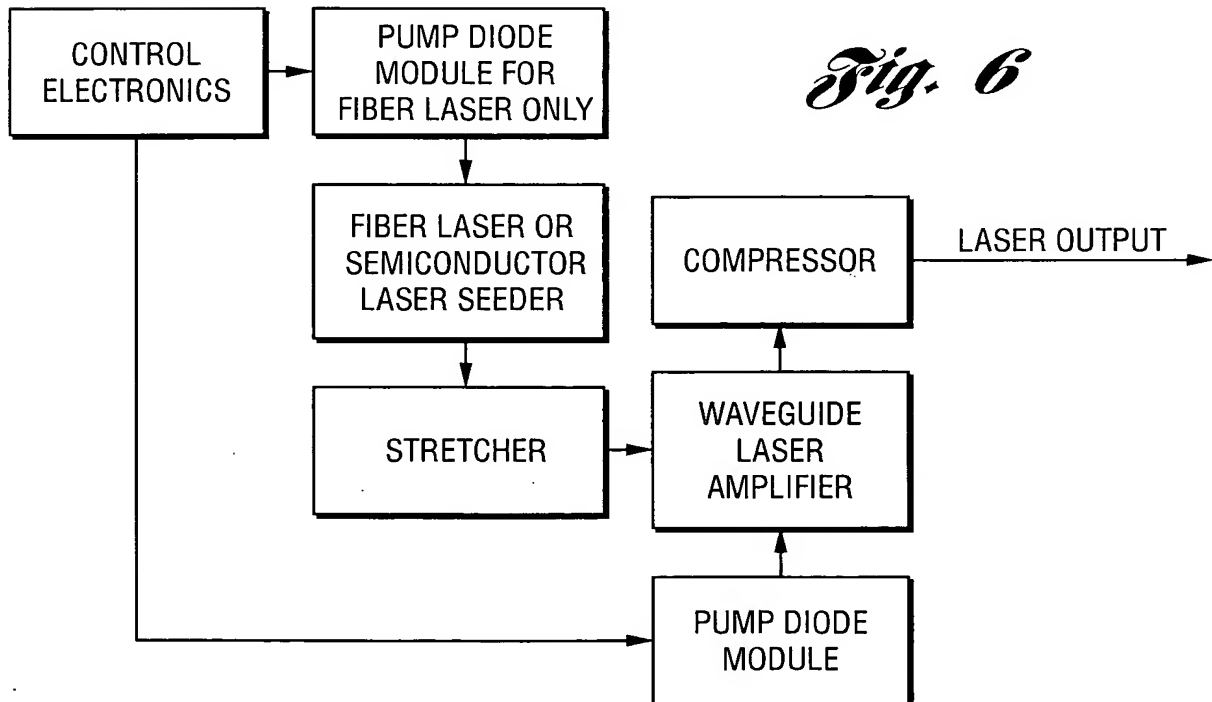 Fig. 6
CONTROL
ELECTRONICS
PUMP DIODE
MODULE FOR
FIBER LASER ONLY
FIBER LASER OR
SEMICONDUCTOR
LASER SEEDER
STRETCHER
COMPRESSOR
LASER OUTPUT
WAVEGUIDE
LASER
AMPLIFIER
PUMP DIODE
MODULE